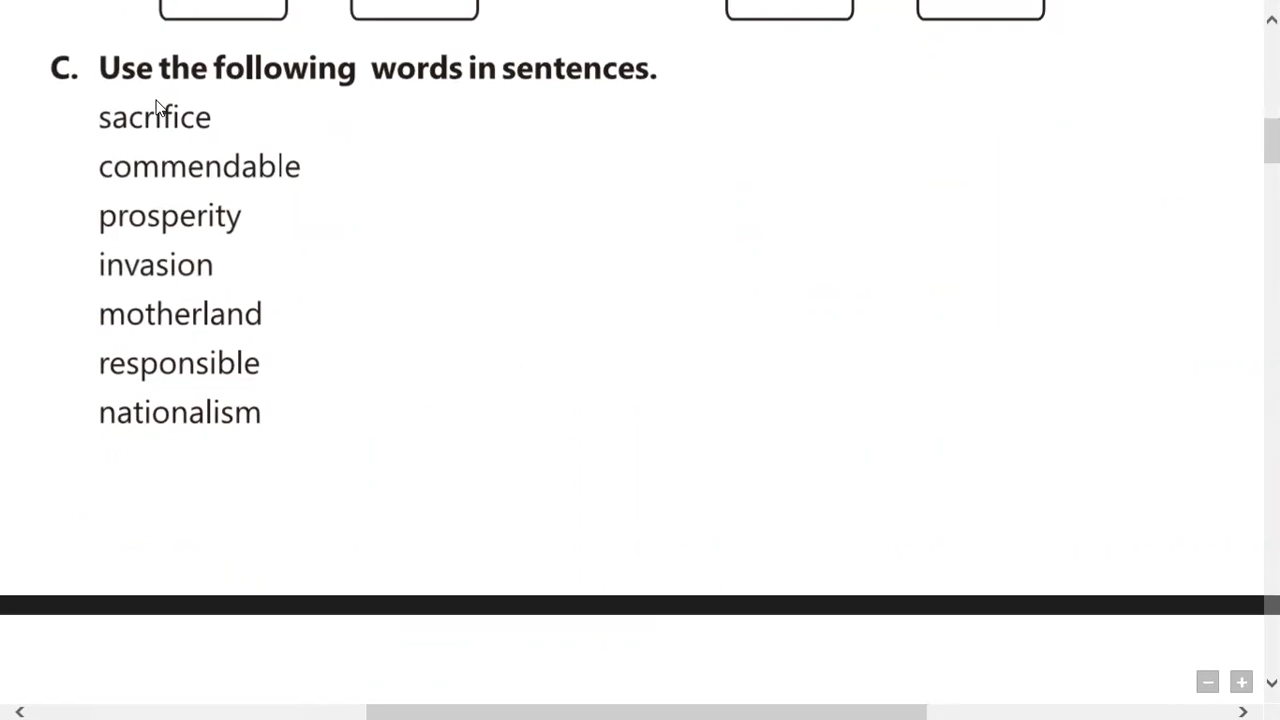 C. Use the following words in sentences.
sacrifice
commendable
prosperity
invasion
motherland
responsible
nationalism